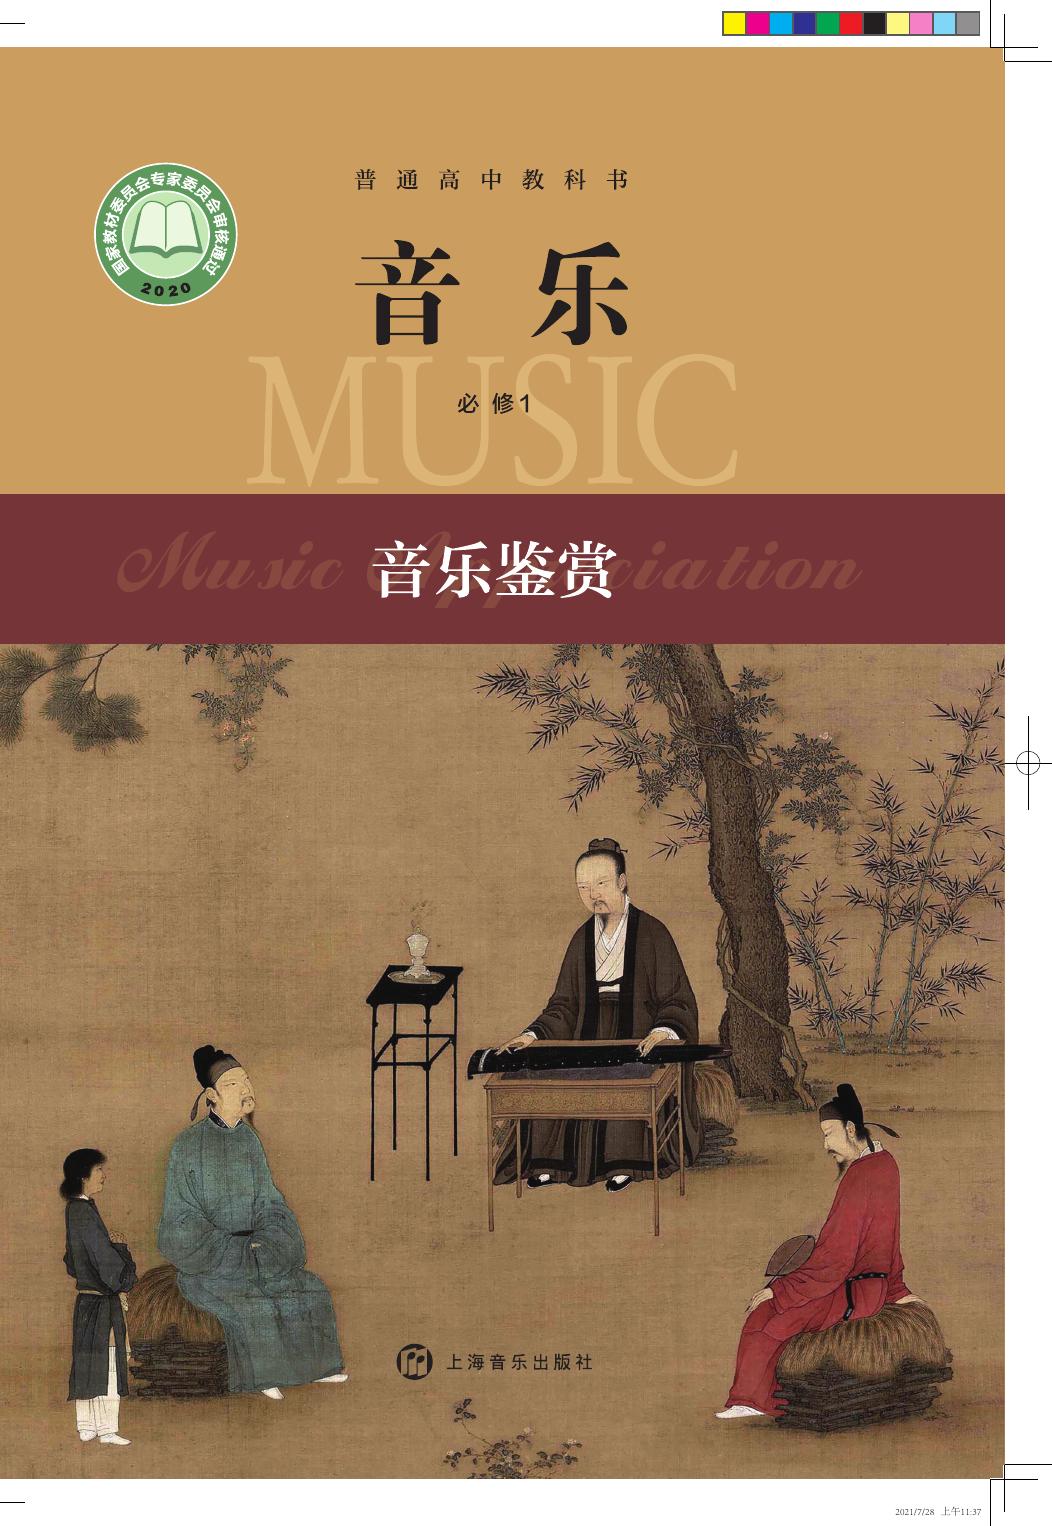 国家教材委员会专家委员会审核通过
2020
普通高中教科书
音乐
MUSIC
必修1
Music Appreciation
音乐鉴赏
上海音乐出版社
2021/7/28 上午11:37